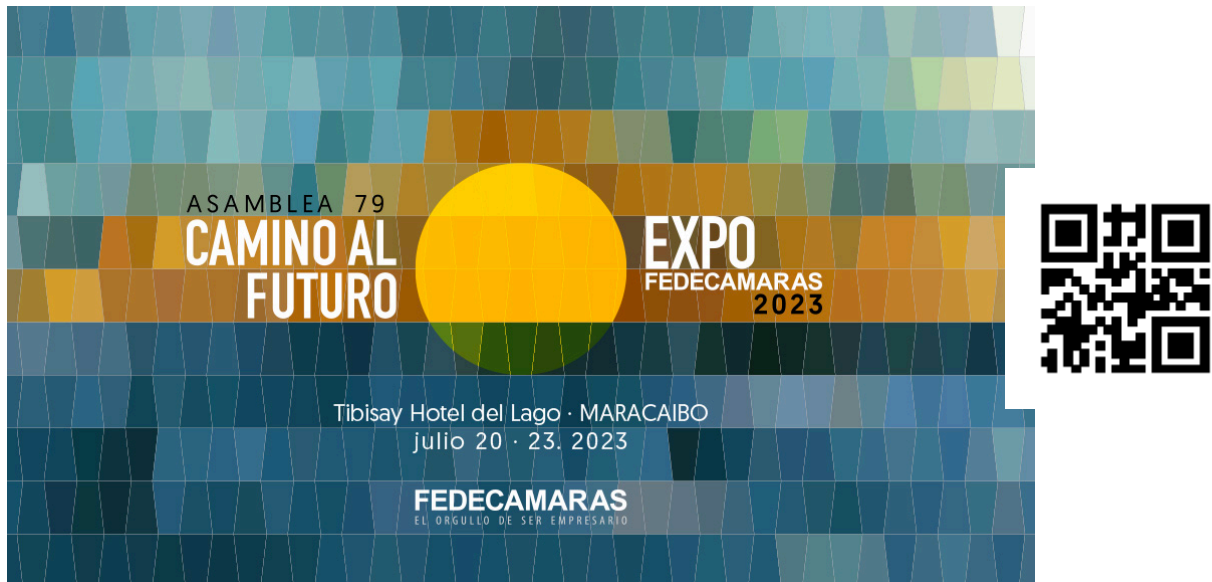 ASAMBLEA 79
CAMINO AL
FUTURO
EXPO
FEDECAMARAS
2023
Tibisay Hotel del Lago · MARACAIBO
julio 20 · 23. 2023
FEDECAMARAS
EL ORGULLO DE SER EMPRESARIO